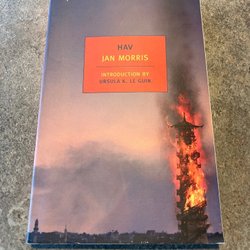 HAV
JAN MORRIS
INTRODUCTION BY
URSULA K. LE GUIN